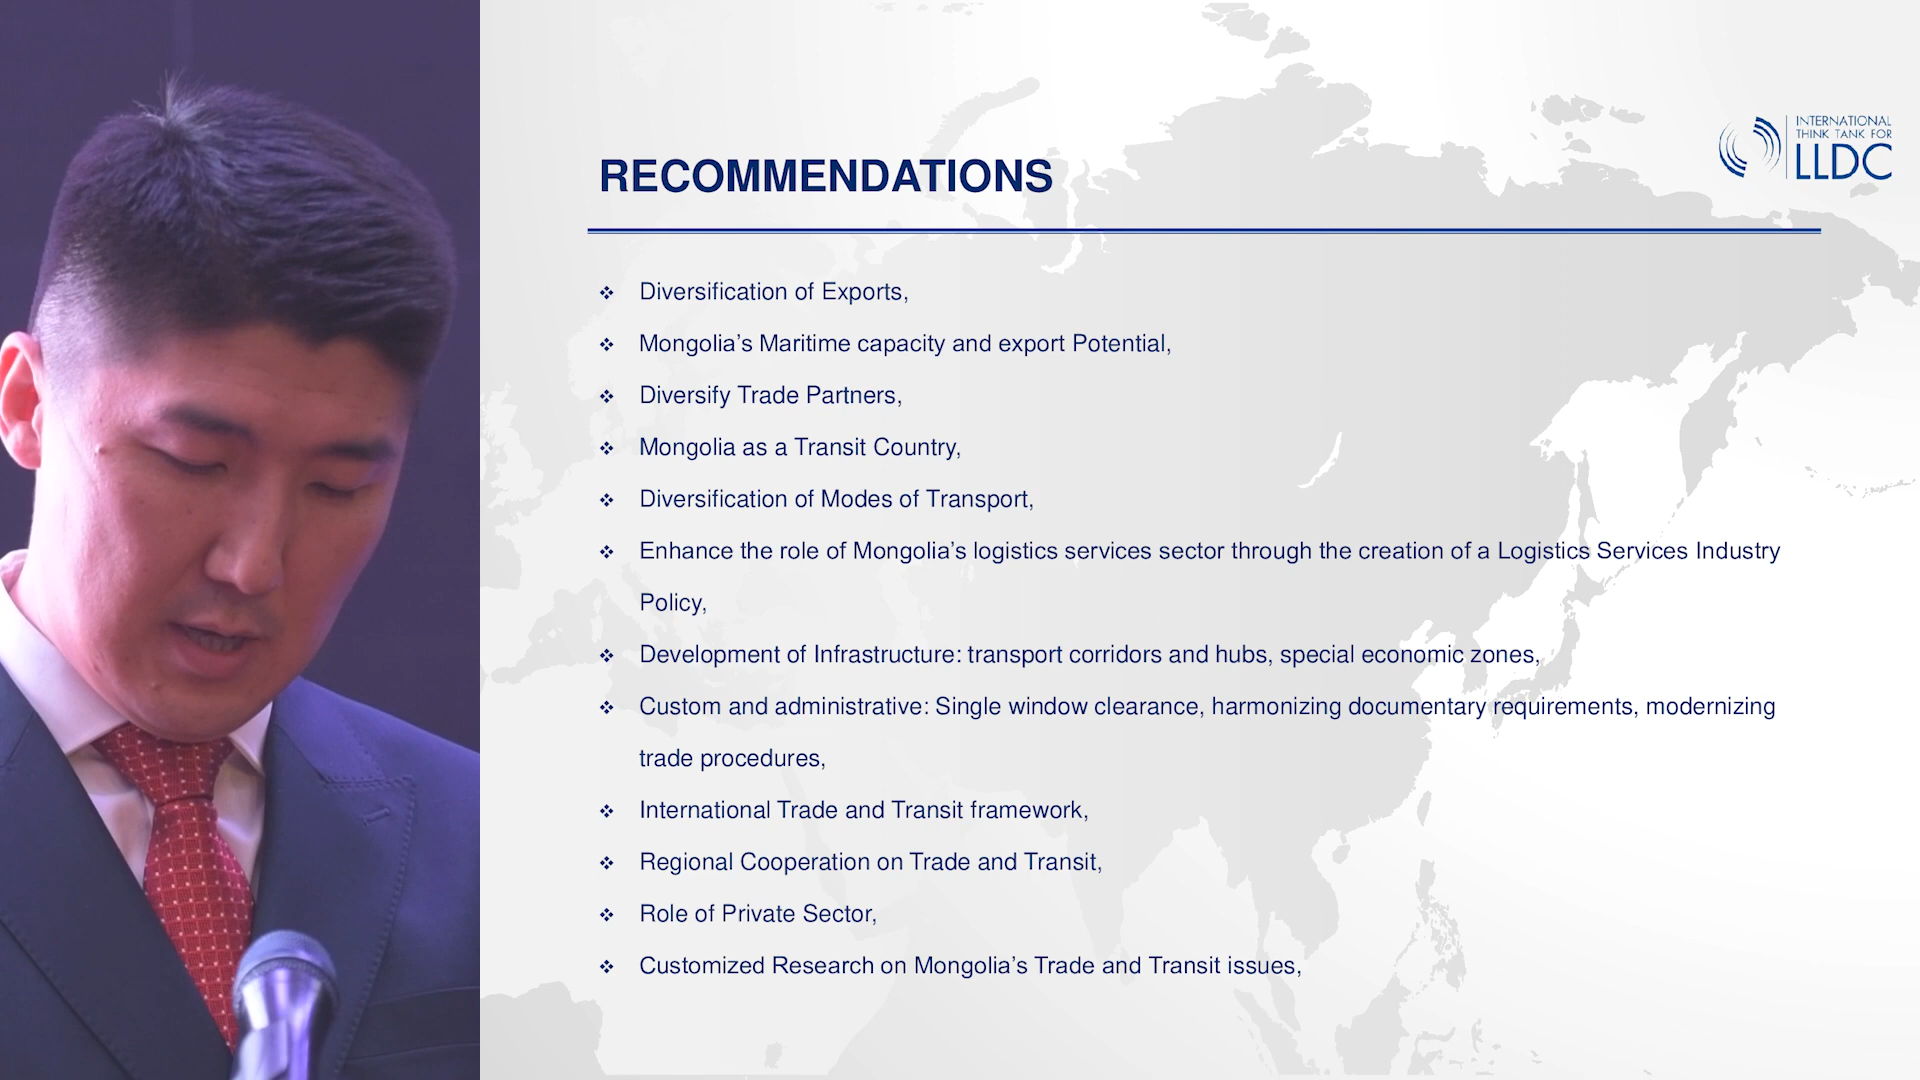 INTERNATIONAL
THINK TANK FOR
LLDC
RECOMMENDATIONS
❖ Diversification of Exports,
❖ Mongolia’s Maritime capacity and export Potential,
❖ Diversify Trade Partners,
❖ Mongolia as a Transit Country,
❖ Diversification of Modes of Transport,
❖ Enhance the role of Mongolia’s logistics services sector through the creation of a Logistics Services Industry
Policy,
❖ Development of Infrastructure: transport corridors and hubs, special economic zones,
❖ Custom and administrative: Single window clearance, harmonizing documentary requirements, modernizing
trade procedures,
❖ International Trade and Transit framework,
❖ Regional Cooperation on Trade and Transit,
❖ Role of Private Sector,
❖ Customized Research on Mongolia’s Trade and Transit issues,